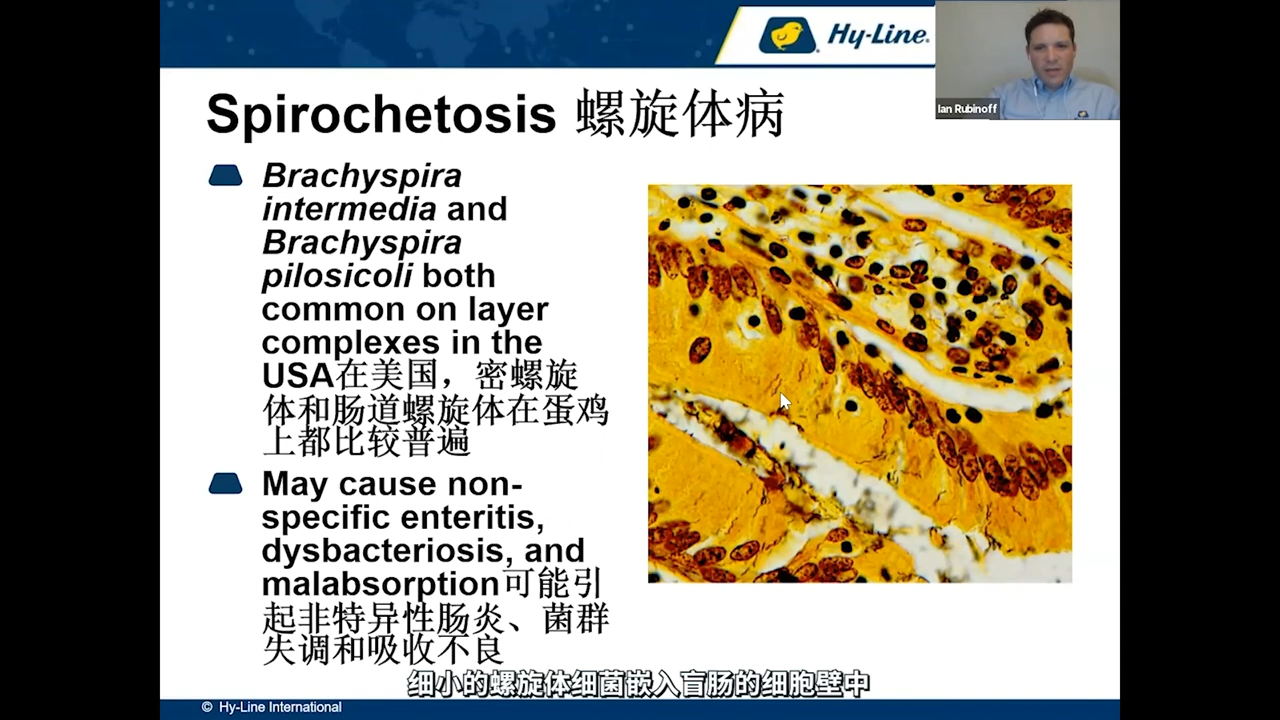 Hy-Line
Ian Rubinoff
Spirochetosis 螺旋体病
Brachyspira
intermedia and
Brachyspira
pilosicoli both
common on layer
complexes in the
USA在美国，密螺旋
体和肠道螺旋体在蛋鸡
上都比较普遍
May cause non-
specific enteritis,
dysbacteriosis, and
malabsorption可能引
起非特异性肠炎、菌群
失调和吸收不良
细小的螺旋体细菌嵌入盲肠的细胞壁中
© Hy-Line International